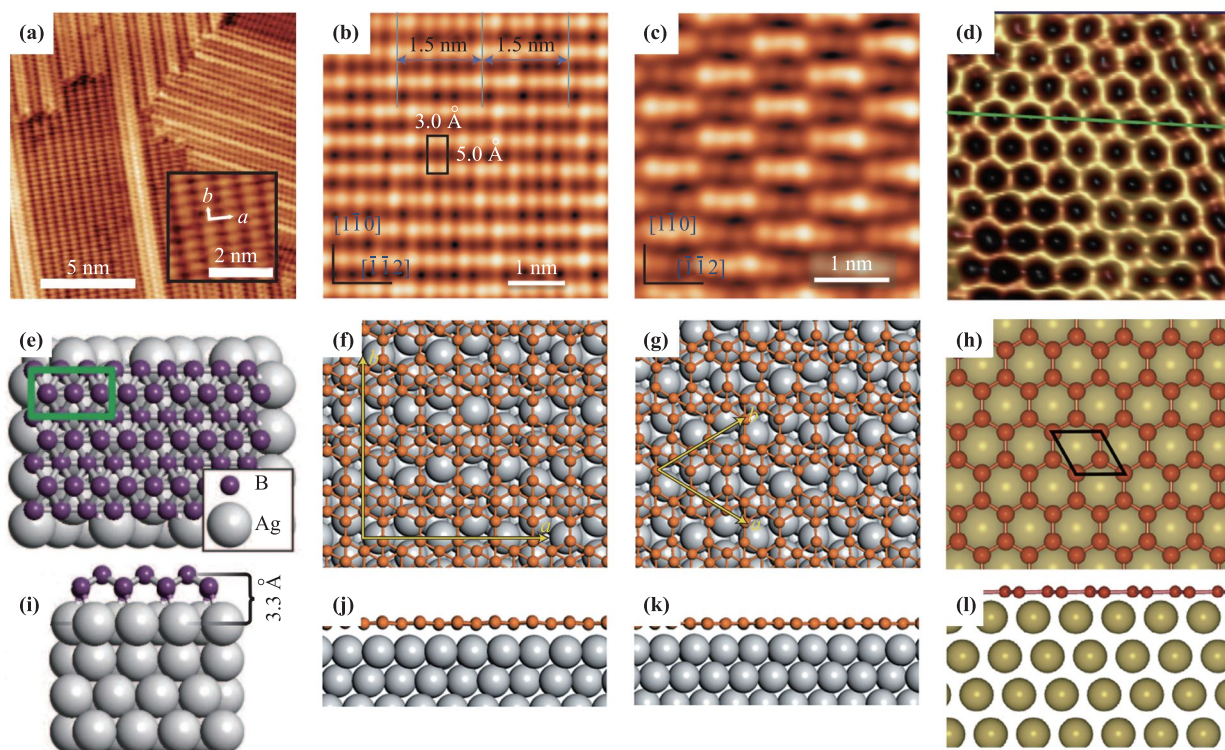 (a)
b
a
5 nm
2 nm
(b)
1.5 nm 1.5 nm
3.0 Å
5.0 Å
[11̄0]
[1̄1̄2]
1 nm
(c)
[11̄0]
[1̄1̄2]
1 nm
(d)
(e)
B
Ag
(f)
b
a
(g)
b
a
(h)
(i)
3.3 Å
(j)
(k)
(l)